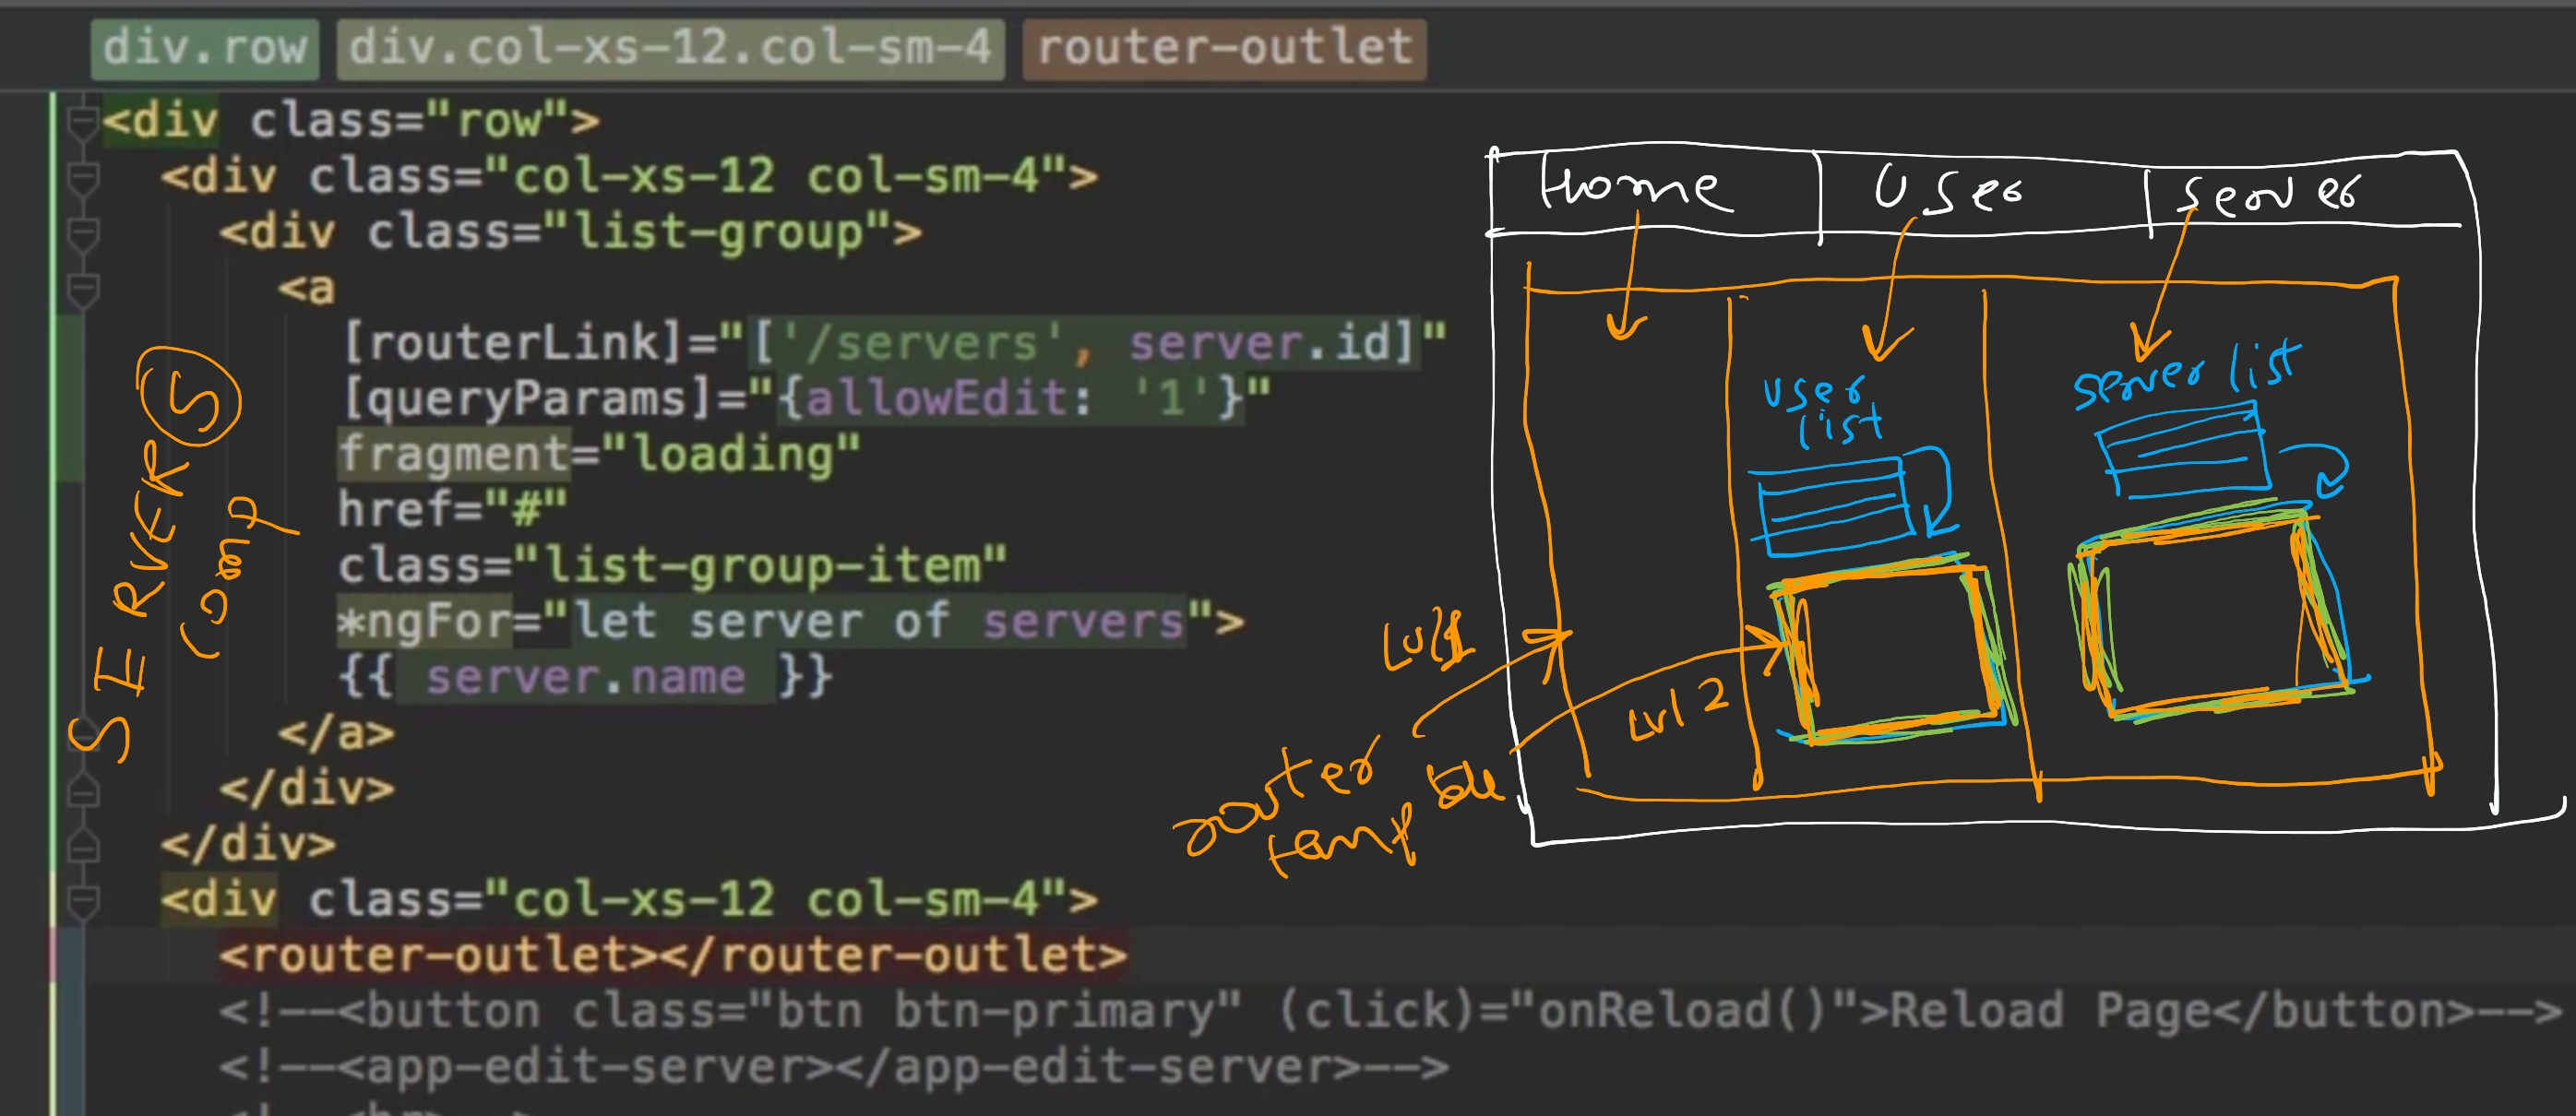 div.row div.col-xs-12.col-sm-4 router-outlet
<div class="row">
<div class="col-xs-12 col-sm-4">
<div class="list-group">
<a
[routerLink]="['/servers', server.id]"
[queryParams]="{allowEdit: '1'}"
fragment="loading"
href="#"
class="list-group-item"
*ngFor="let server of servers">
{{ server.name }}
</a>
</div>
</div>
<div class="col-xs-12 col-sm-4">
<router-outlet></router-outlet>
<!--<button class="btn btn-primary" (click)="onReload()">Reload Page</button>-->
<!--<app-edit-server></app-edit-server>-->
SERVERS
comp
Home User Server
user
list
server list
Lvl 1
Lvl 2
router